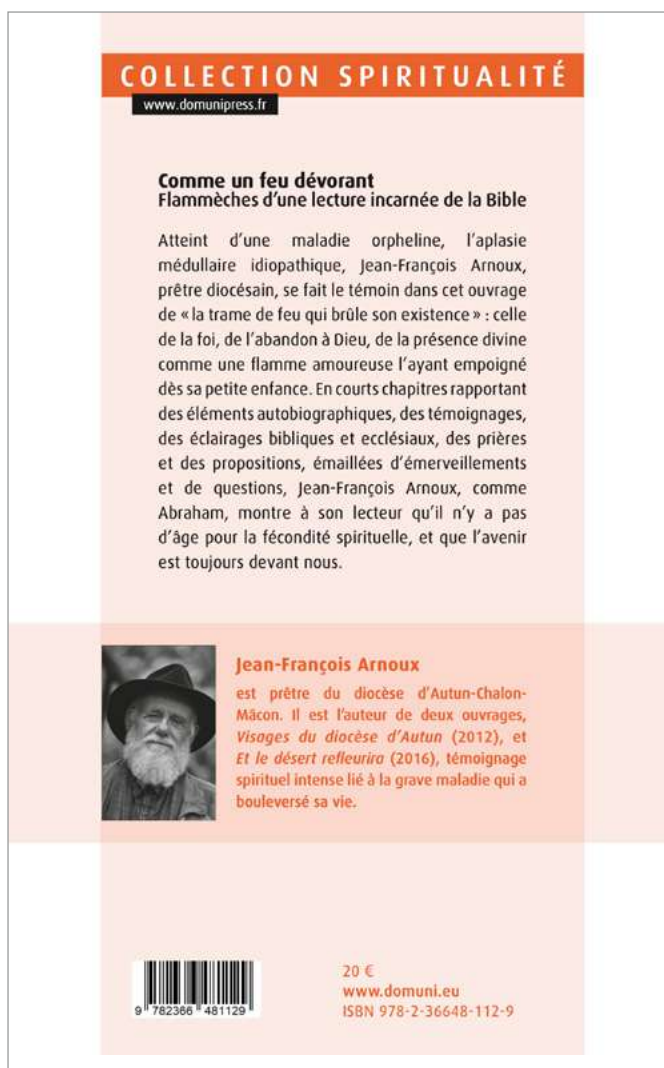 COLLECTION SPIRITUALITÉ
www.domunipress.fr
Comme un feu dévorant
Flammèches d’une lecture incarnée de la Bible
Atteint d’une maladie orpheline, l’aplasie
médullaire idiopathique, Jean-François Arnoux,
prêtre diocésain, se fait le témoin dans cet ouvrage
de « la trame de feu qui brûle son existence » : celle
de la foi, de l’abandon à Dieu, de la présence divine
comme une flamme amoureuse l’ayant empoigné
dès sa petite enfance. En courts chapitres rapportant
des éléments autobiographiques, des témoignages,
des éclairages bibliques et ecclésiaux, des prières
et des propositions, émaillées d’émerveillements
et de questions, Jean-François Arnoux, comme
Abraham, montre à son lecteur qu’il n’y a pas
d’âge pour la fécondité spirituelle, et que l’avenir
est toujours devant nous.
Jean-François Arnoux
est prêtre du diocèse d’Autun-Chalon-
Mâcon. Il est l’auteur de deux ouvrages,
Visages du diocèse d’Autun (2012), et
Et le désert refleurira (2016), témoignage
spirituel intense lié à la grave maladie qui a
bouleversé sa vie.
20 €
www.domuni.eu
ISBN 978-2-36648-112-9
9 782366 481129